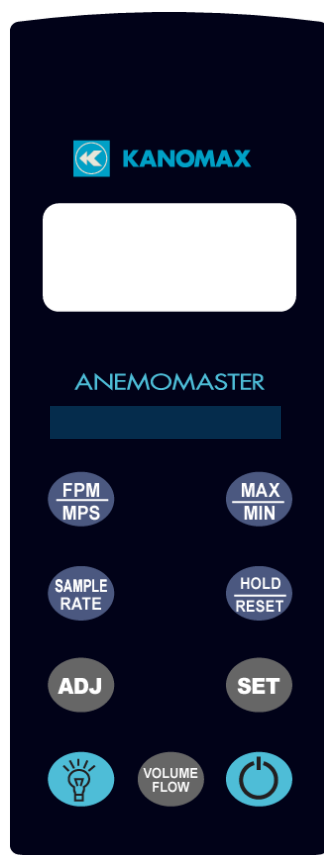 KANOMAX
ANEMOMASTER
FPM
MPS
MAX
MIN
SAMPLE
RATE
HOLD
RESET
ADJ
SET
VOLUME
FLOW